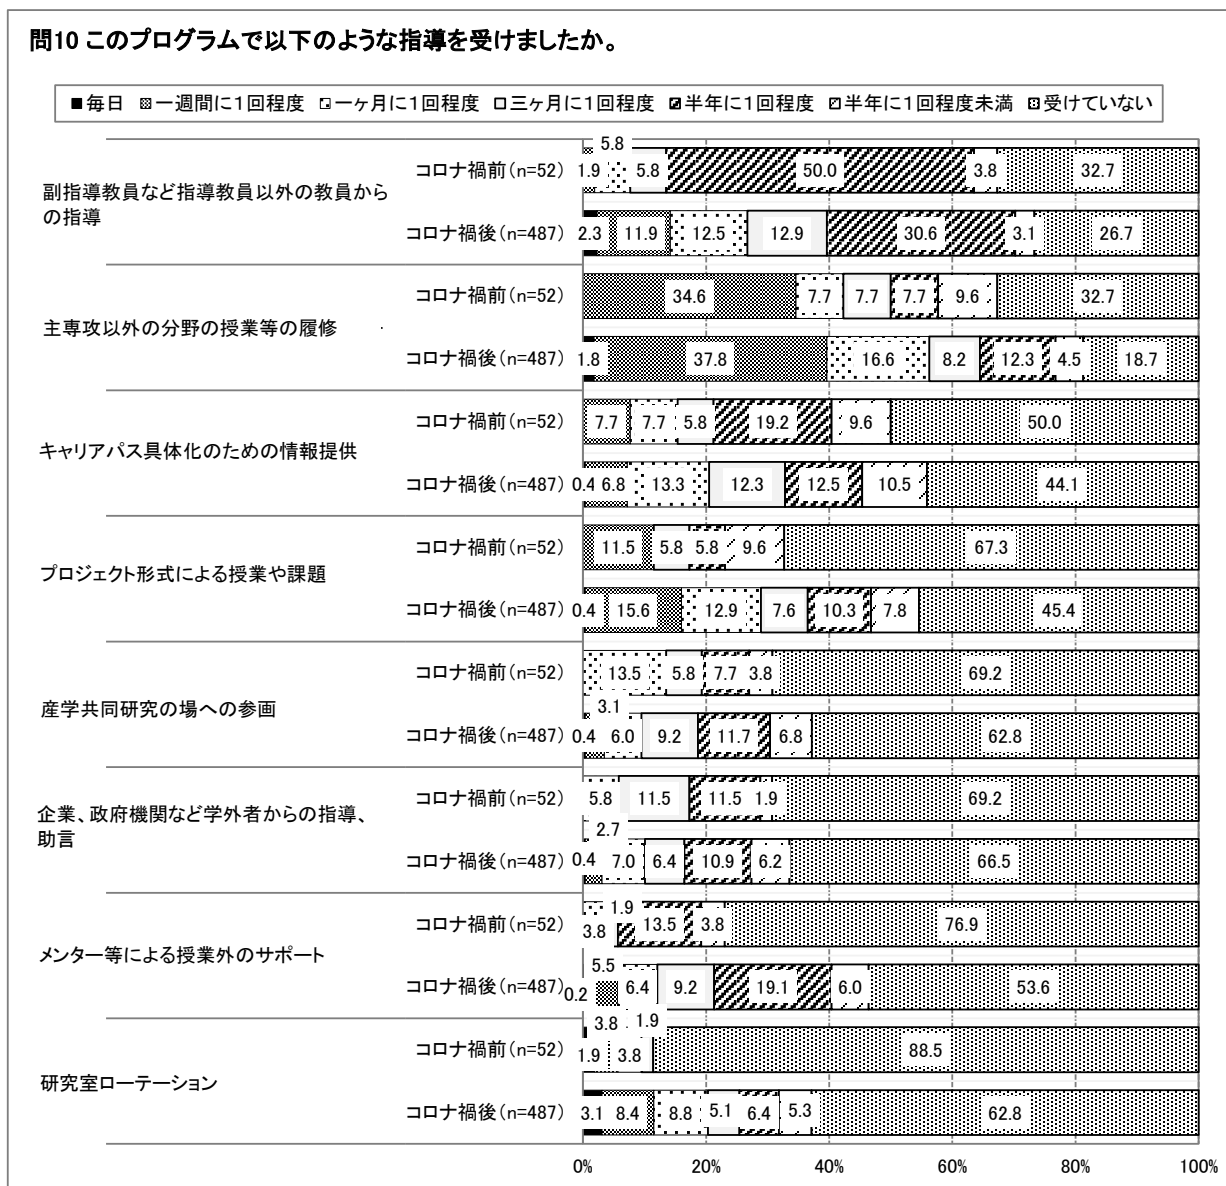 問10 このプログラムで以下のような指導を受けましたか。
■毎日 ▩一週間に1回程度 □一ヶ月に1回程度 □三ヶ月に1回程度 ▨半年に1回程度 ▨半年に1回程度未満 ▩受けていない
副指導教員など指導教員以外の教員から
の指導
コロナ禍前(n=52) 1.9 5.8 5.8 50.0 3.8 32.7
コロナ禍後(n=487) 2.3 11.9 12.5 12.9 30.6 3.1 26.7
主専攻以外の分野の授業等の履修
コロナ禍前(n=52) 34.6 7.7 7.7 7.7 9.6 32.7
コロナ禍後(n=487) 1.8 37.8 16.6 8.2 12.3 4.5 18.7
キャリアパス具体化のための情報提供
コロナ禍前(n=52) 7.7 7.7 5.8 19.2 9.6 50.0
コロナ禍後(n=487) 0.4 6.8 13.3 12.3 12.5 10.5 44.1
プロジェクト形式による授業や課題
コロナ禍前(n=52) 11.5 5.8 5.8 9.6 67.3
コロナ禍後(n=487) 0.4 15.6 12.9 7.6 10.3 7.8 45.4
産学共同研究の場への参画
コロナ禍前(n=52) 13.5 5.8 7.7 3.8 69.2
コロナ禍後(n=487) 0.4 3.1 6.0 9.2 11.7 6.8 62.8
企業、政府機関など学外者からの指導、
助言
コロナ禍前(n=52) 5.8 11.5 11.5 1.9 69.2
コロナ禍後(n=487) 0.4 2.7 7.0 6.4 10.9 6.2 66.5
メンター等による授業外のサポート
コロナ禍前(n=52) 3.8 1.9 13.5 3.8 76.9
コロナ禍後(n=487) 0.2 5.5 6.4 9.2 19.1 6.0 53.6
研究室ローテーション
コロナ禍前(n=52) 1.9 3.8 3.8 1.9 88.5
コロナ禍後(n=487) 3.1 8.4 8.8 5.1 6.4 5.3 62.8
0% 20% 40% 60% 80% 100%